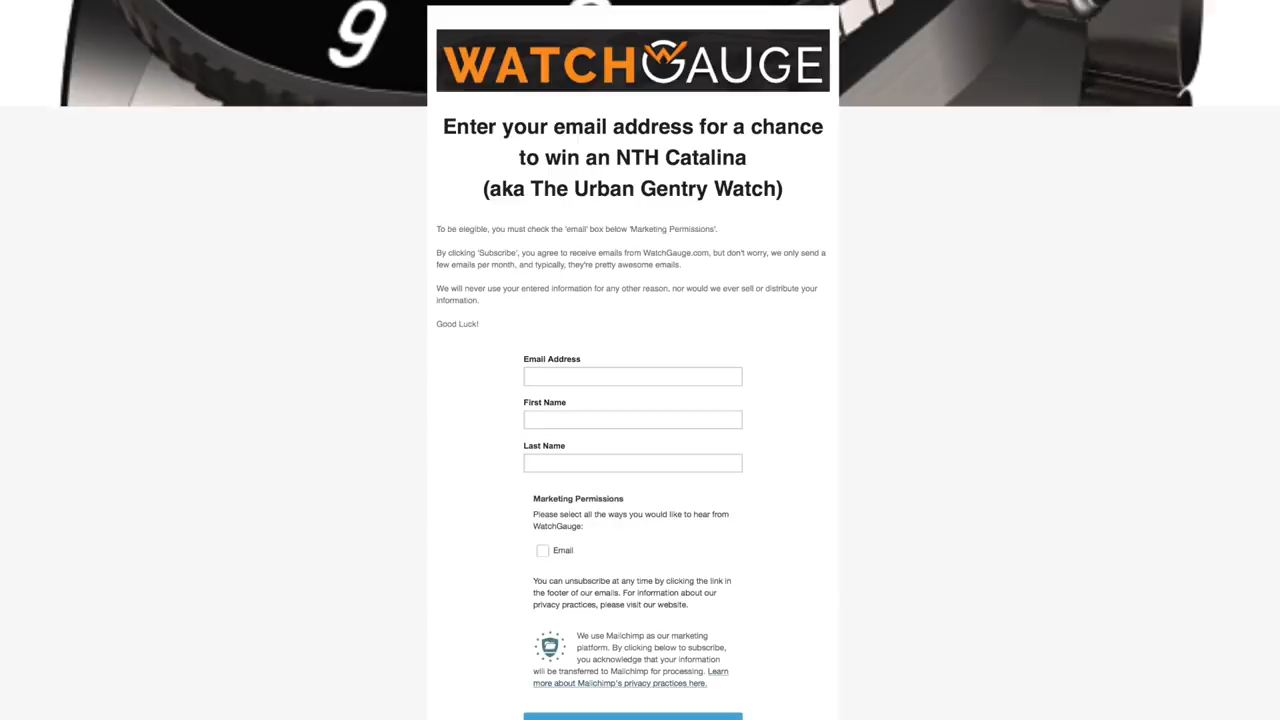 9
WATCHGAUGE
Enter your email address for a chance
to win an NTH Catalina
(aka The Urban Gentry Watch)
To be elegible, you must check the 'email' box below 'Marketing Permissions'.
By clicking 'Subscribe', you agree to receive emails from WatchGauge.com, but don't worry, we only send a
few emails per month, and typically, they're pretty awesome emails.
We will never use your entered information for any other reason, nor would we ever sell or distribute your
information.
Good Luck!
Email Address
First Name
Last Name
Marketing Permissions
Please select all the ways you would like to hear from
WatchGauge:
Email
You can unsubscribe at any time by clicking the link in
the footer of our emails. For information about our
privacy practices, please visit our website.
We use Mailchimp as our marketing
platform. By clicking below to subscribe,
you acknowledge that your information
will be transferred to Mailchimp for processing. Learn
more about Mailchimp's privacy practices here.